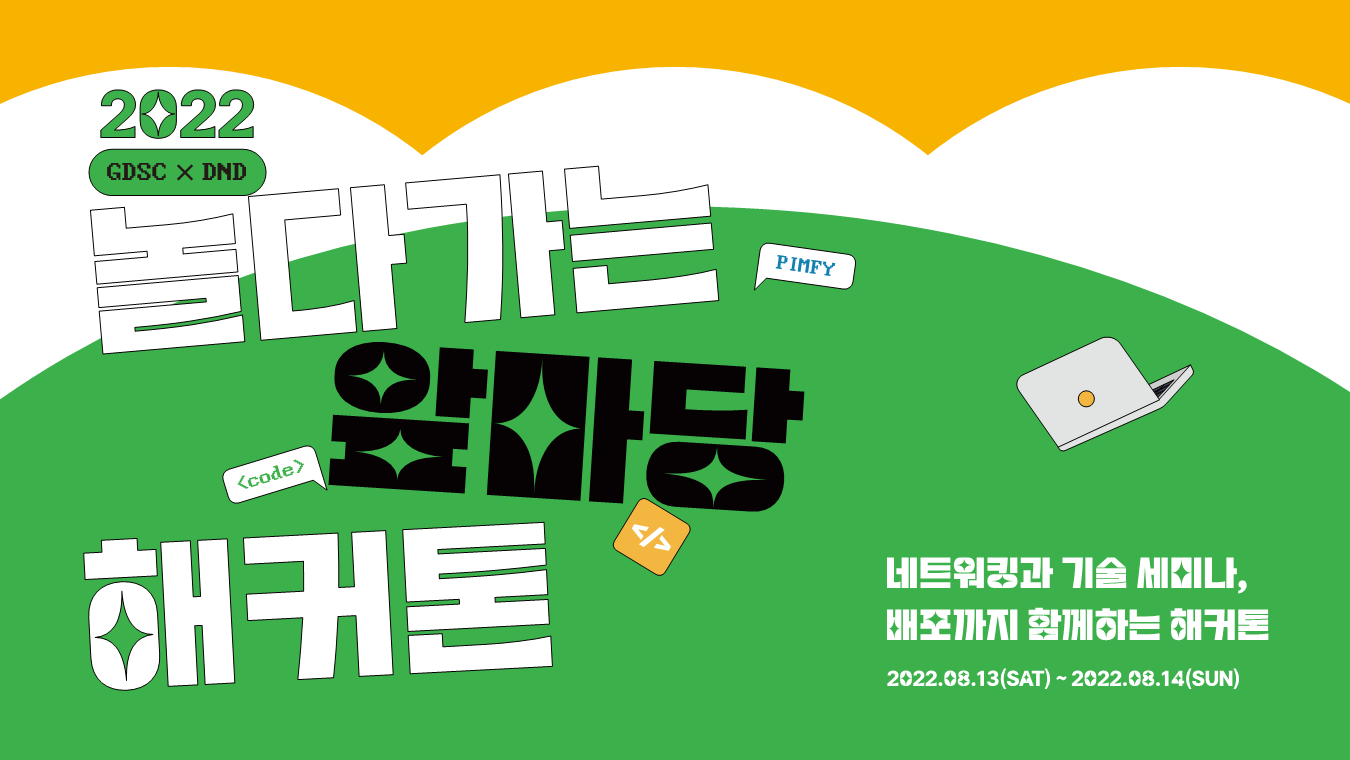 2022
GDSC × DND
놀다가는
PIMFY
앞마당
<code>
</>
해커톤
네트워킹과 기술 세미나,
배포까지 함께하는 해커톤
2022.08.13(SAT) ~ 2022.08.14(SUN)